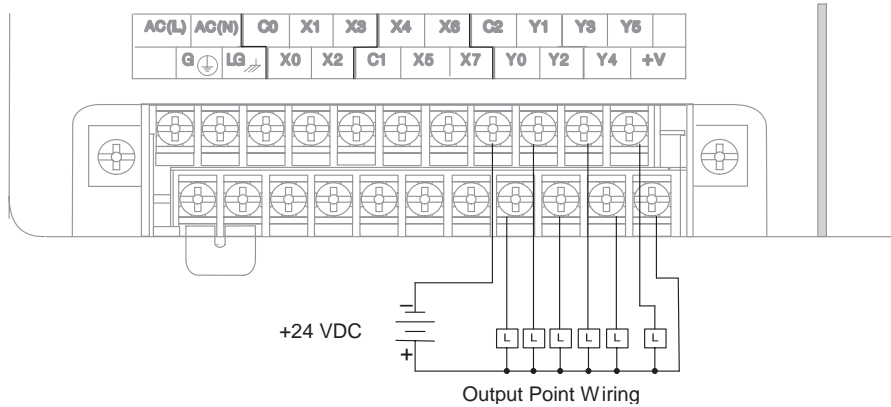 AC(L) AC(N) C0 X1 X3 X4 X6 C2 Y1 Y3 Y5
G LG X0 X2 C1 X5 X7 Y0 Y2 Y4 +V
−
+24 VDC
+
L L L L L L
Output Point Wiring